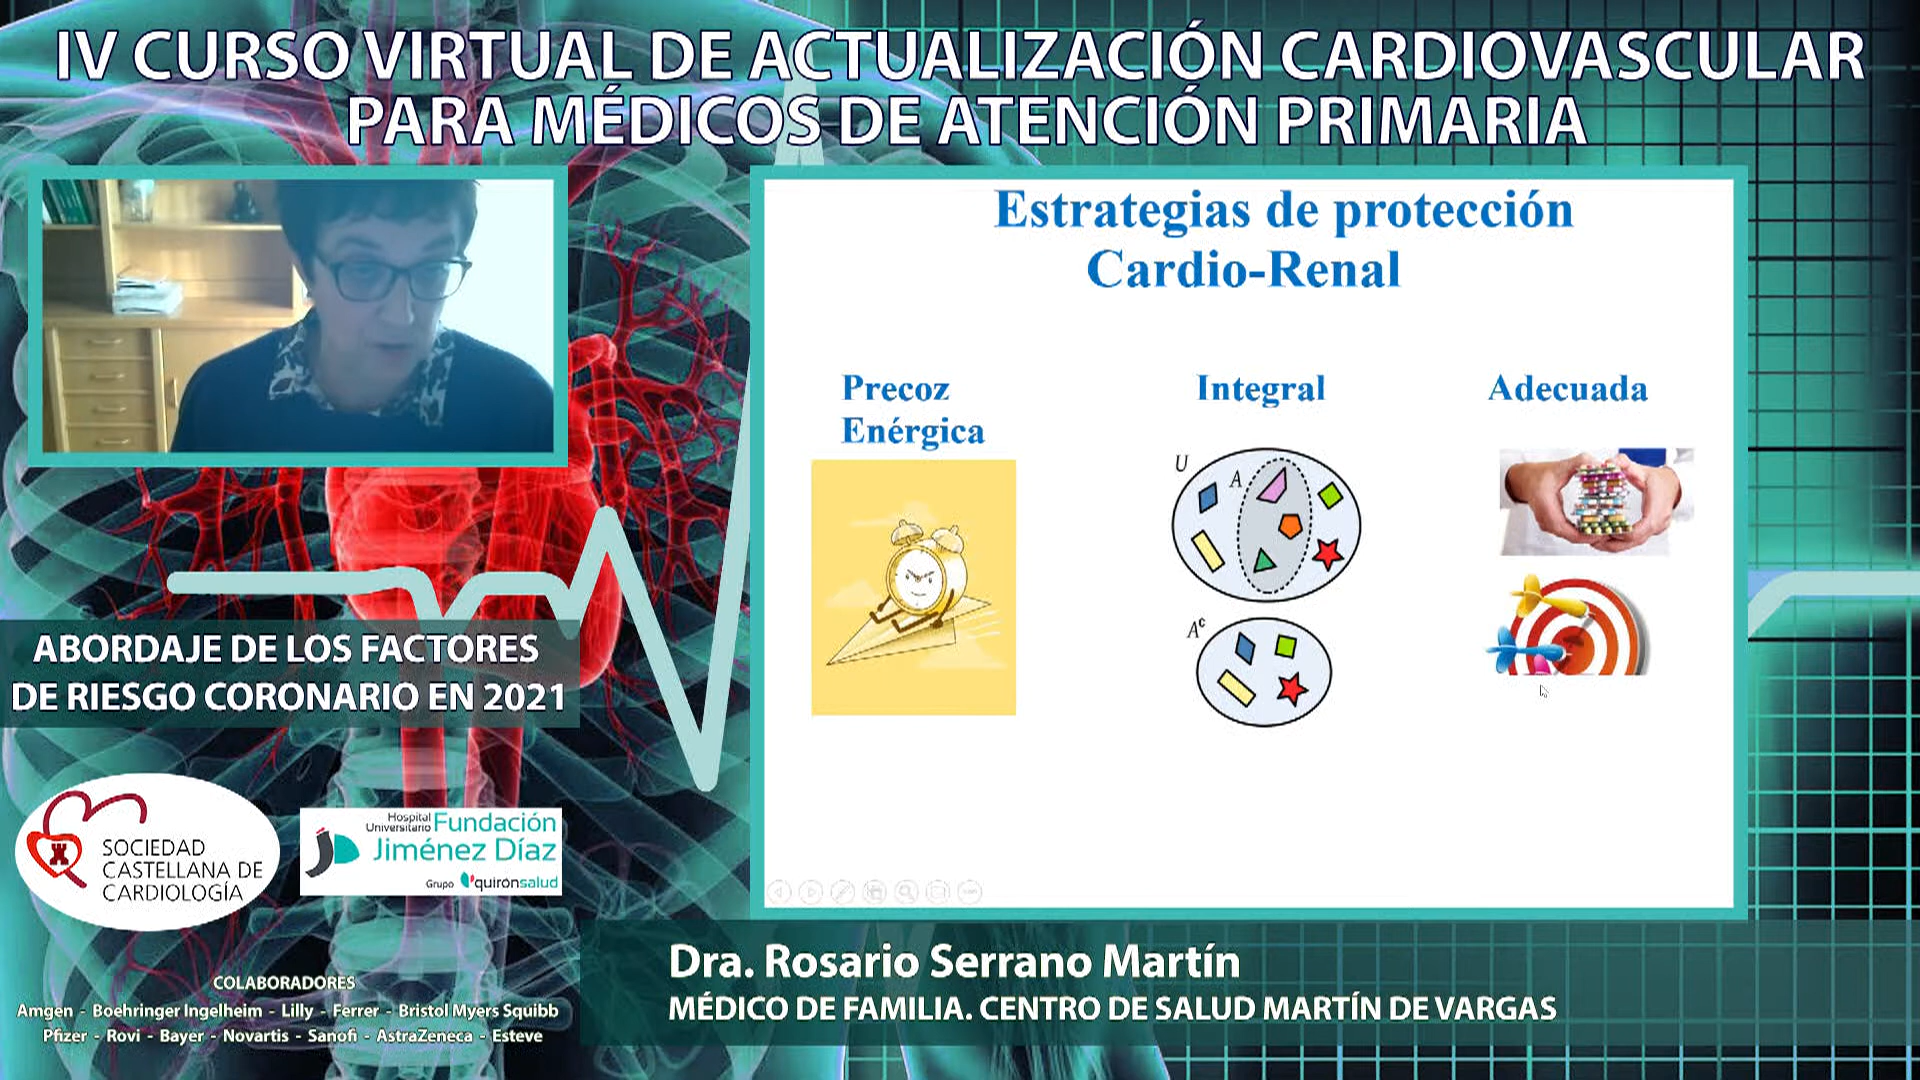 IV CURSO VIRTUAL DE ACTUALIZACIÓN CARDIOVASCULAR
PARA MÉDICOS DE ATENCIÓN PRIMARIA
Estrategias de protección
Cardio-Renal
Precoz
Enérgica
Integral
Adecuada
U
A
Aᶜ
ABORDAJE DE LOS FACTORES
DE RIESGO CORONARIO EN 2021
SOCIEDAD
CASTELLANA DE
CARDIOLOGÍA
Hospital
Universitario Fundación
Jiménez Díaz
Grupo quirónsalud
COLABORADORES
Amgen - Boehringer Ingelheim - Lilly - Ferrer - Bristol Myers Squibb
Pfizer - Rovi - Bayer - Novartis - Sanofi - AstraZeneca - Esteve
Dra. Rosario Serrano Martín
MÉDICO DE FAMILIA. CENTRO DE SALUD MARTÍN DE VARGAS